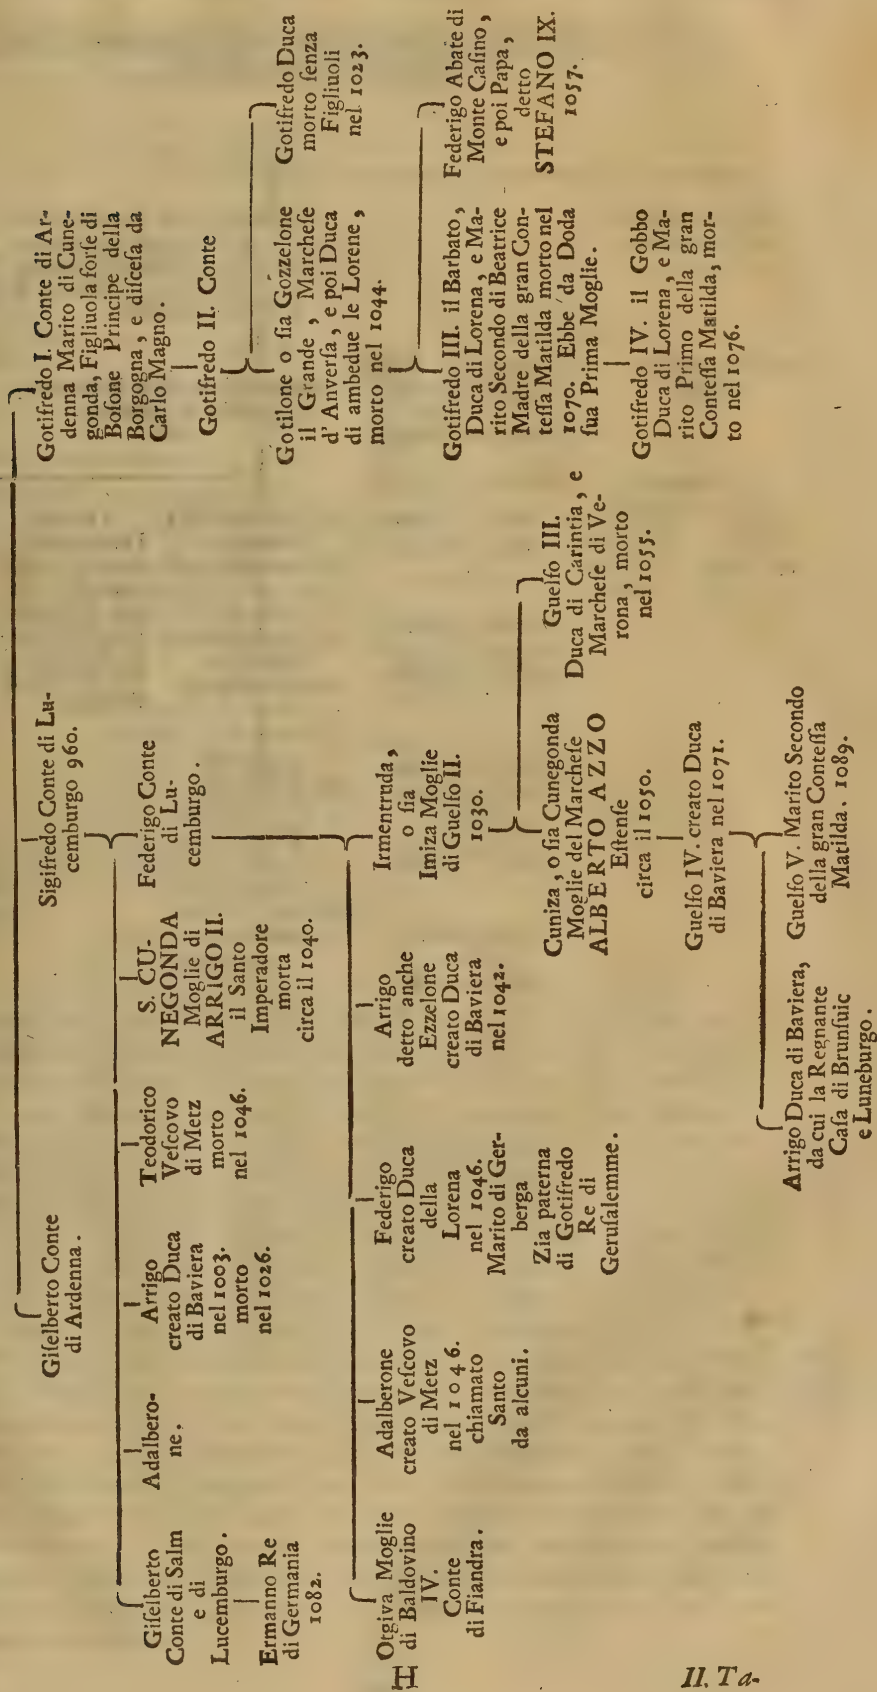 Giſelberto Conte
di Ardenna.
Sigifredo Conte di Lu-
cemburgo 960.
Gotifredo I. Conte di Ar-
denna Marito di Cune-
gonda, Figliuola forſe di
Boſone Principe della
Borgogna, e diſceſa da
Carlo Magno.
Gotifredo II. Conte
Gotilone o ſia Gozzelone
il Grande, Marcheſe
d'Anverſa, e poi Duca
di ambedue le Lorene,
morto nel 1044.
Gotifredo Duca
morto ſenza
Figliuoli
nel 1023.
Gotifredo III. il Barbato,
Duca di Lorena, e Ma-
rito Secondo di Beatrice
Madre della gran Con-
teſſa Matilda morto nel
1070. Ebbe da Doda
ſua Prima Moglie.
Federigo Abate di
Monte Caſino,
e poi Papa,
detto
STEFANO IX.
1057.
Gotifredo IV. il Gobbo
Duca di Lorena, e Ma-
rito Primo della gran
Conteſſa Matilda, mor-
to nel 1076.
Giſelberto
Conte di Salm
e di
Lucemburgo.
Ermanno Re
di Germania
1082.
Adalbero-
ne.
Arrigo
creato Duca
di Baviera
nel 1003.
morto
nel 1026.
Teodorico
Veſcovo
di Metz
morto
nel 1046.
S. CU-
NEGONDA
Moglie di
ARRIGO II.
il Santo
Imperadore
morta
circa il 1040.
Federigo Conte
di Lu-
cemburgo.
Otgiva Moglie
di Baldovino
IV.
Conte
di Fiandra.
Adalberone
creato Veſcovo
di Metz
nel 1046.
chiamato
Santo
da alcuni.
Federigo
creato Duca
della
Lorena
nel 1046.
Marito di Ger-
berga
Zia paterna
di Gotifredo
Re di
Geruſalemme.
Arrigo
detto anche
Ezzelone
creato Duca
di Baviera
nel 1042.
Irmentruda,
o ſia
Imiza Moglie
di Guelfo II.
1030.
Cuniza, o ſia Cunegonda
Moglie del Marcheſe
ALBERTO AZZO
Eſtenſe
circa il 1050.
Guelfo III.
Duca di Carintia, e
Marcheſe di Ve-
rona, morto
nel 1055.
Guelfo IV. creato Duca
di Baviera nel 1071.
Arrigo Duca di Baviera,
da cui la Regnante
Caſa di Brunſuic
e Luneburgo.
Guelfo V. Marito Secondo
della gran Conteſſa
Matilda. 1089.
H
II. Ta-